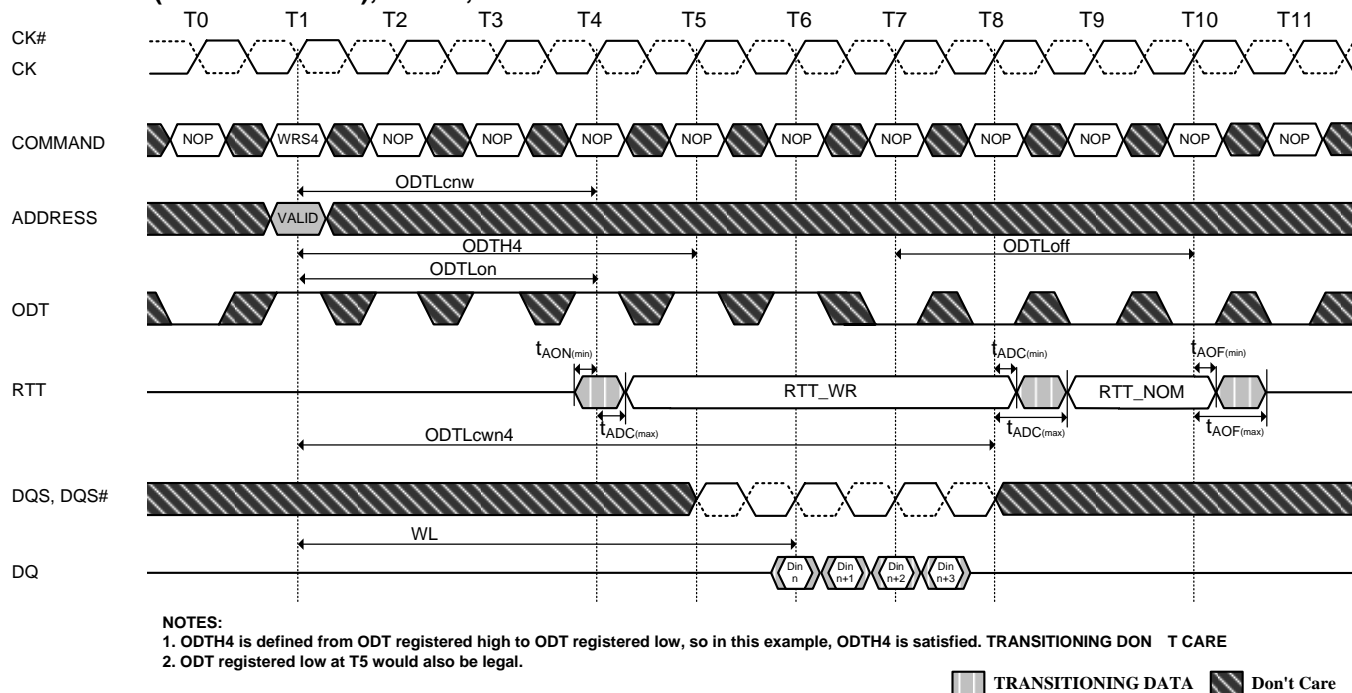 T0 T1 T2 T3 T4 T5 T6 T7 T8 T9 T10 T11
CK#
CK
COMMAND NOP WRS4 NOP NOP NOP NOP NOP NOP NOP NOP NOP NOP
ODTLcnw
ADDRESS VALID
ODTH4 ODTLoff
ODTLon
ODT
tAON(min) tADC(min) tAOF(min)
RTT RTT_WR RTT_NOM
tADC(max) tADC(max) tAOF(max)
ODTLcwn4
DQS, DQS#
WL
DQ Din n Din n+1 Din n+2 Din n+3
NOTES:
1. ODTH4 is defined from ODT registered high to ODT registered low, so in this example, ODTH4 is satisfied. TRANSITIONING DON T CARE
2. ODT registered low at T5 would also be legal.
TRANSITIONING DATA Don't Care